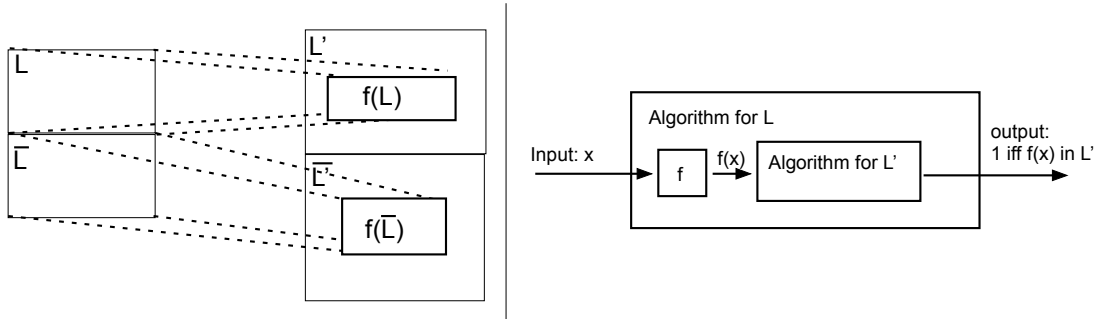 L
L̅
L'
f(L)
L̅'
f(L̅)
Algorithm for L
Input: x
f
f(x)
Algorithm for L'
output:
1 iff f(x) in L'